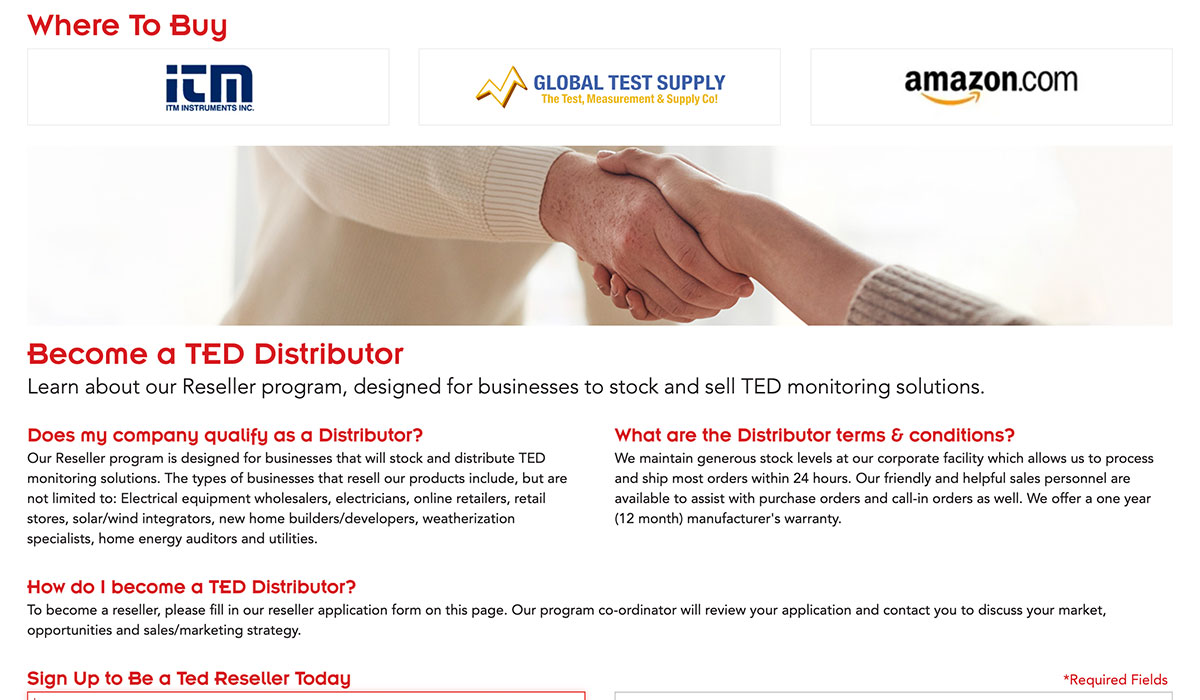 Where To Buy
iTM
ITM INSTRUMENTS INC.
GLOBAL TEST SUPPLY
The Test, Measurement & Supply Co!
amazon.com
Become a TED Distributor
Learn about our Reseller program, designed for businesses to stock and sell TED monitoring solutions.
Does my company qualify as a Distributor?
Our Reseller program is designed for businesses that will stock and distribute TED
monitoring solutions. The types of businesses that resell our products include, but are
not limited to: Electrical equipment wholesalers, electricians, online retailers, retail
stores, solar/wind integrators, new home builders/developers, weatherization
specialists, home energy auditors and utilities.
What are the Distributor terms & conditions?
We maintain generous stock levels at our corporate facility which allows us to process
and ship most orders within 24 hours. Our friendly and helpful sales personnel are
available to assist with purchase orders and call-in orders as well. We offer a one year
(12 month) manufacturer's warranty.
How do I become a TED Distributor?
To become a reseller, please fill in our reseller application form on this page. Our program co-ordinator will review your application and contact you to discuss your market,
opportunities and sales/marketing strategy.
Sign Up to Be a Ted Reseller Today
*Required Fields